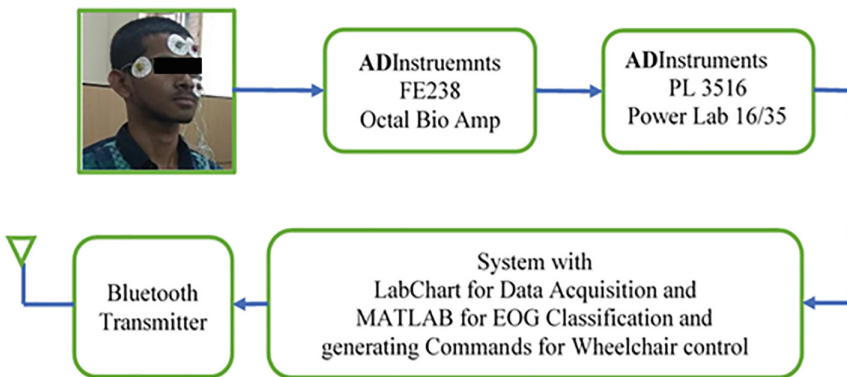 ADInstruemnts
FE238
Octal Bio Amp
ADInstruments
PL 3516
Power Lab 16/35
System with
LabChart for Data Acquisition and
MATLAB for EOG Classification and
generating Commands for Wheelchair control
Bluetooth
Transmitter